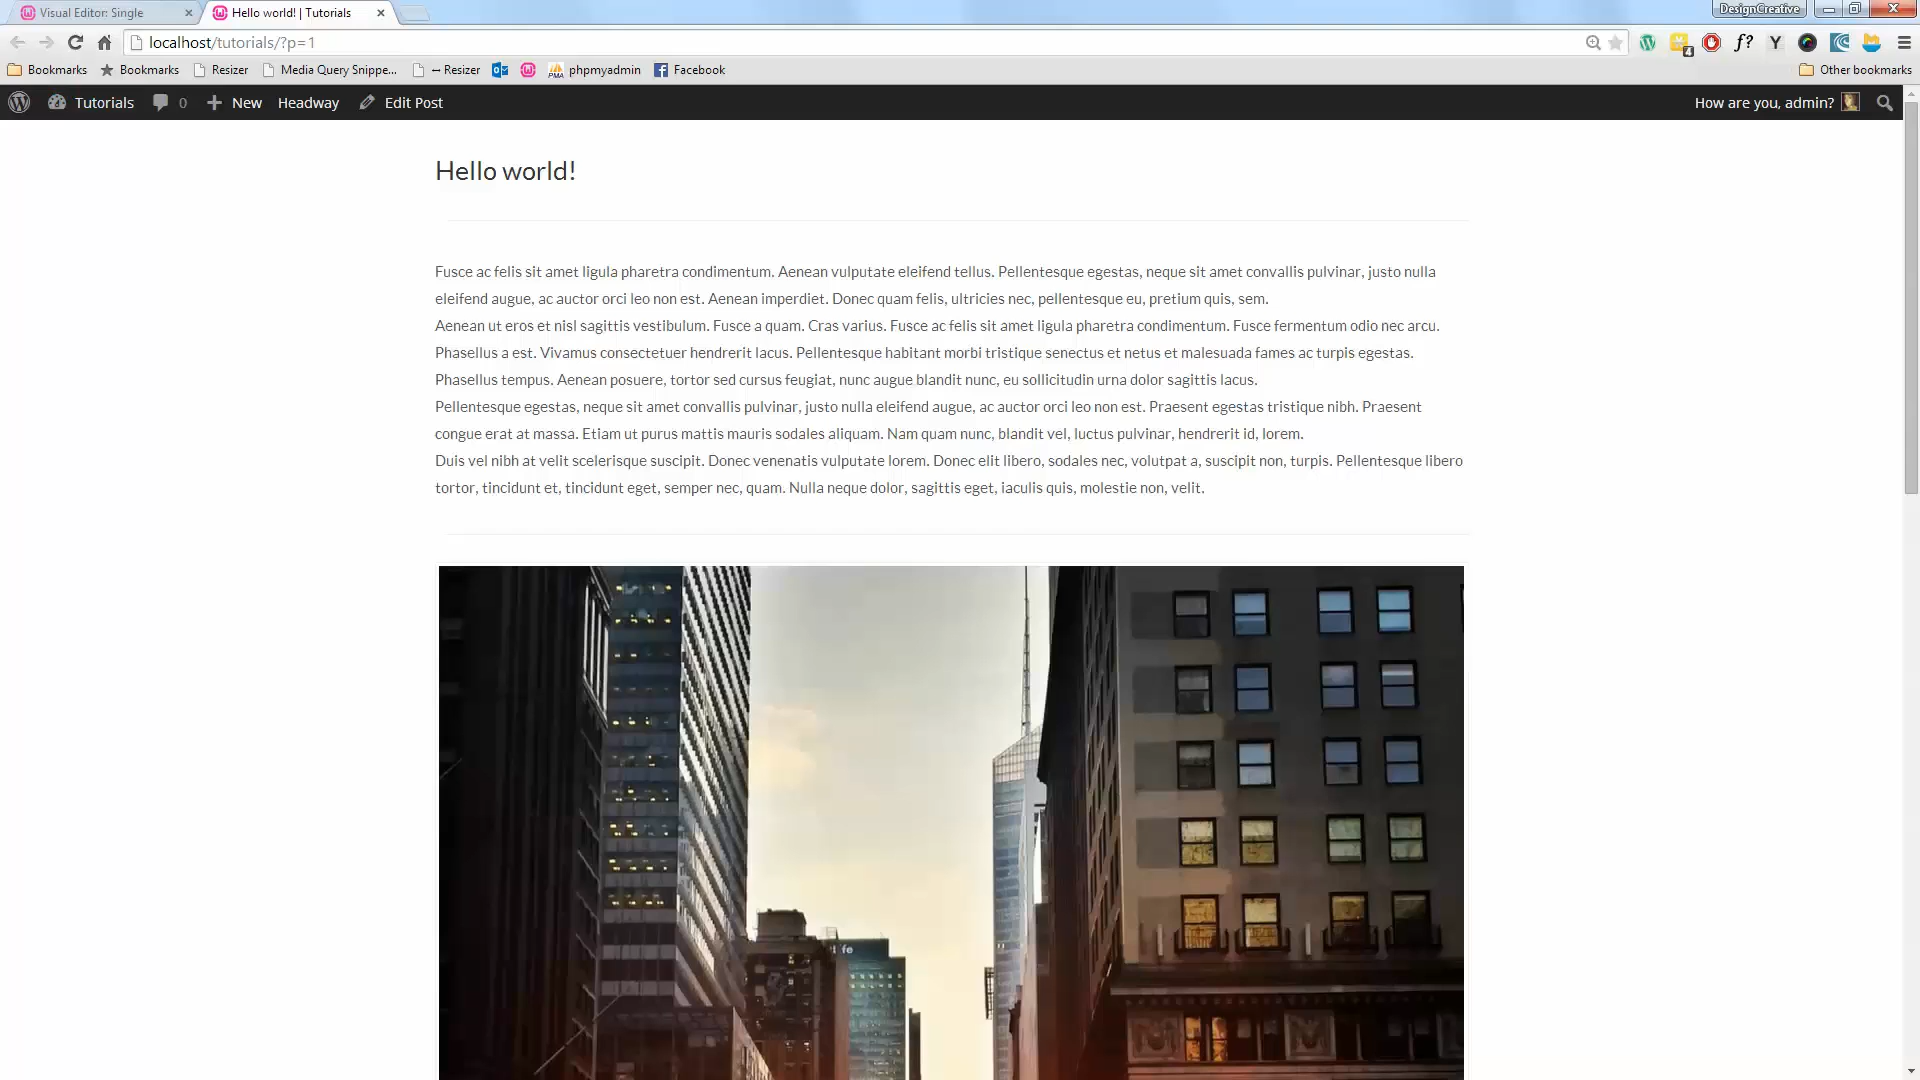 Visual Editor: Single
Hello world! | Tutorials
DesignCreative
localhost/tutorials/?p=1
4
f?
Y
Bookmarks
Bookmarks
Resizer
Media Query Snippe...
↔ Resizer
PMA
phpmyadmin
Facebook
Other bookmarks
Tutorials
0
New
Headway
Edit Post
How are you, admin?
Hello world!
Fusce ac felis sit amet ligula pharetra condimentum. Aenean vulputate eleifend tellus. Pellentesque egestas, neque sit amet convallis pulvinar, justo nulla
eleifend augue, ac auctor orci leo non est. Aenean imperdiet. Donec quam felis, ultricies nec, pellentesque eu, pretium quis, sem.
Aenean ut eros et nisl sagittis vestibulum. Fusce a quam. Cras varius. Fusce ac felis sit amet ligula pharetra condimentum. Fusce fermentum odio nec arcu.
Phasellus a est. Vivamus consectetuer hendrerit lacus. Pellentesque habitant morbi tristique senectus et netus et malesuada fames ac turpis egestas.
Phasellus tempus. Aenean posuere, tortor sed cursus feugiat, nunc augue blandit nunc, eu sollicitudin urna dolor sagittis lacus.
Pellentesque egestas, neque sit amet convallis pulvinar, justo nulla eleifend augue, ac auctor orci leo non est. Praesent egestas tristique nibh. Praesent
congue erat at massa. Etiam ut purus mattis mauris sodales aliquam. Nam quam nunc, blandit vel, luctus pulvinar, hendrerit id, lorem.
Duis vel nibh at velit scelerisque suscipit. Donec venenatis vulputate lorem. Donec elit libero, sodales nec, volutpat a, suscipit non, turpis. Pellentesque libero
tortor, tincidunt et, tincidunt eget, semper nec, quam. Nulla neque dolor, sagittis eget, iaculis quis, molestie non, velit.